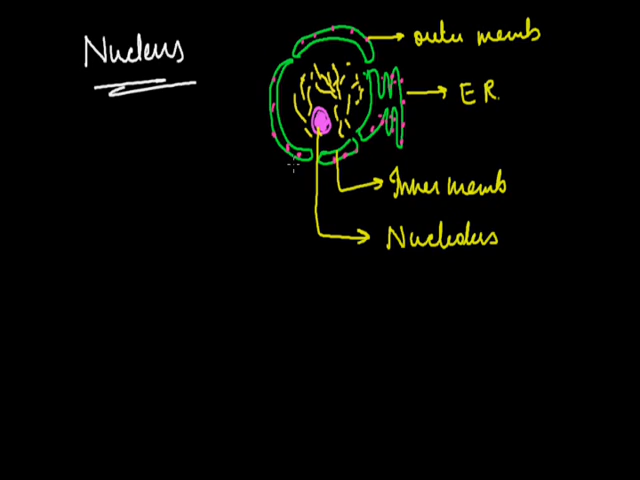 Nucleus
outer memb
E R.
Inner memb
Nucleolus